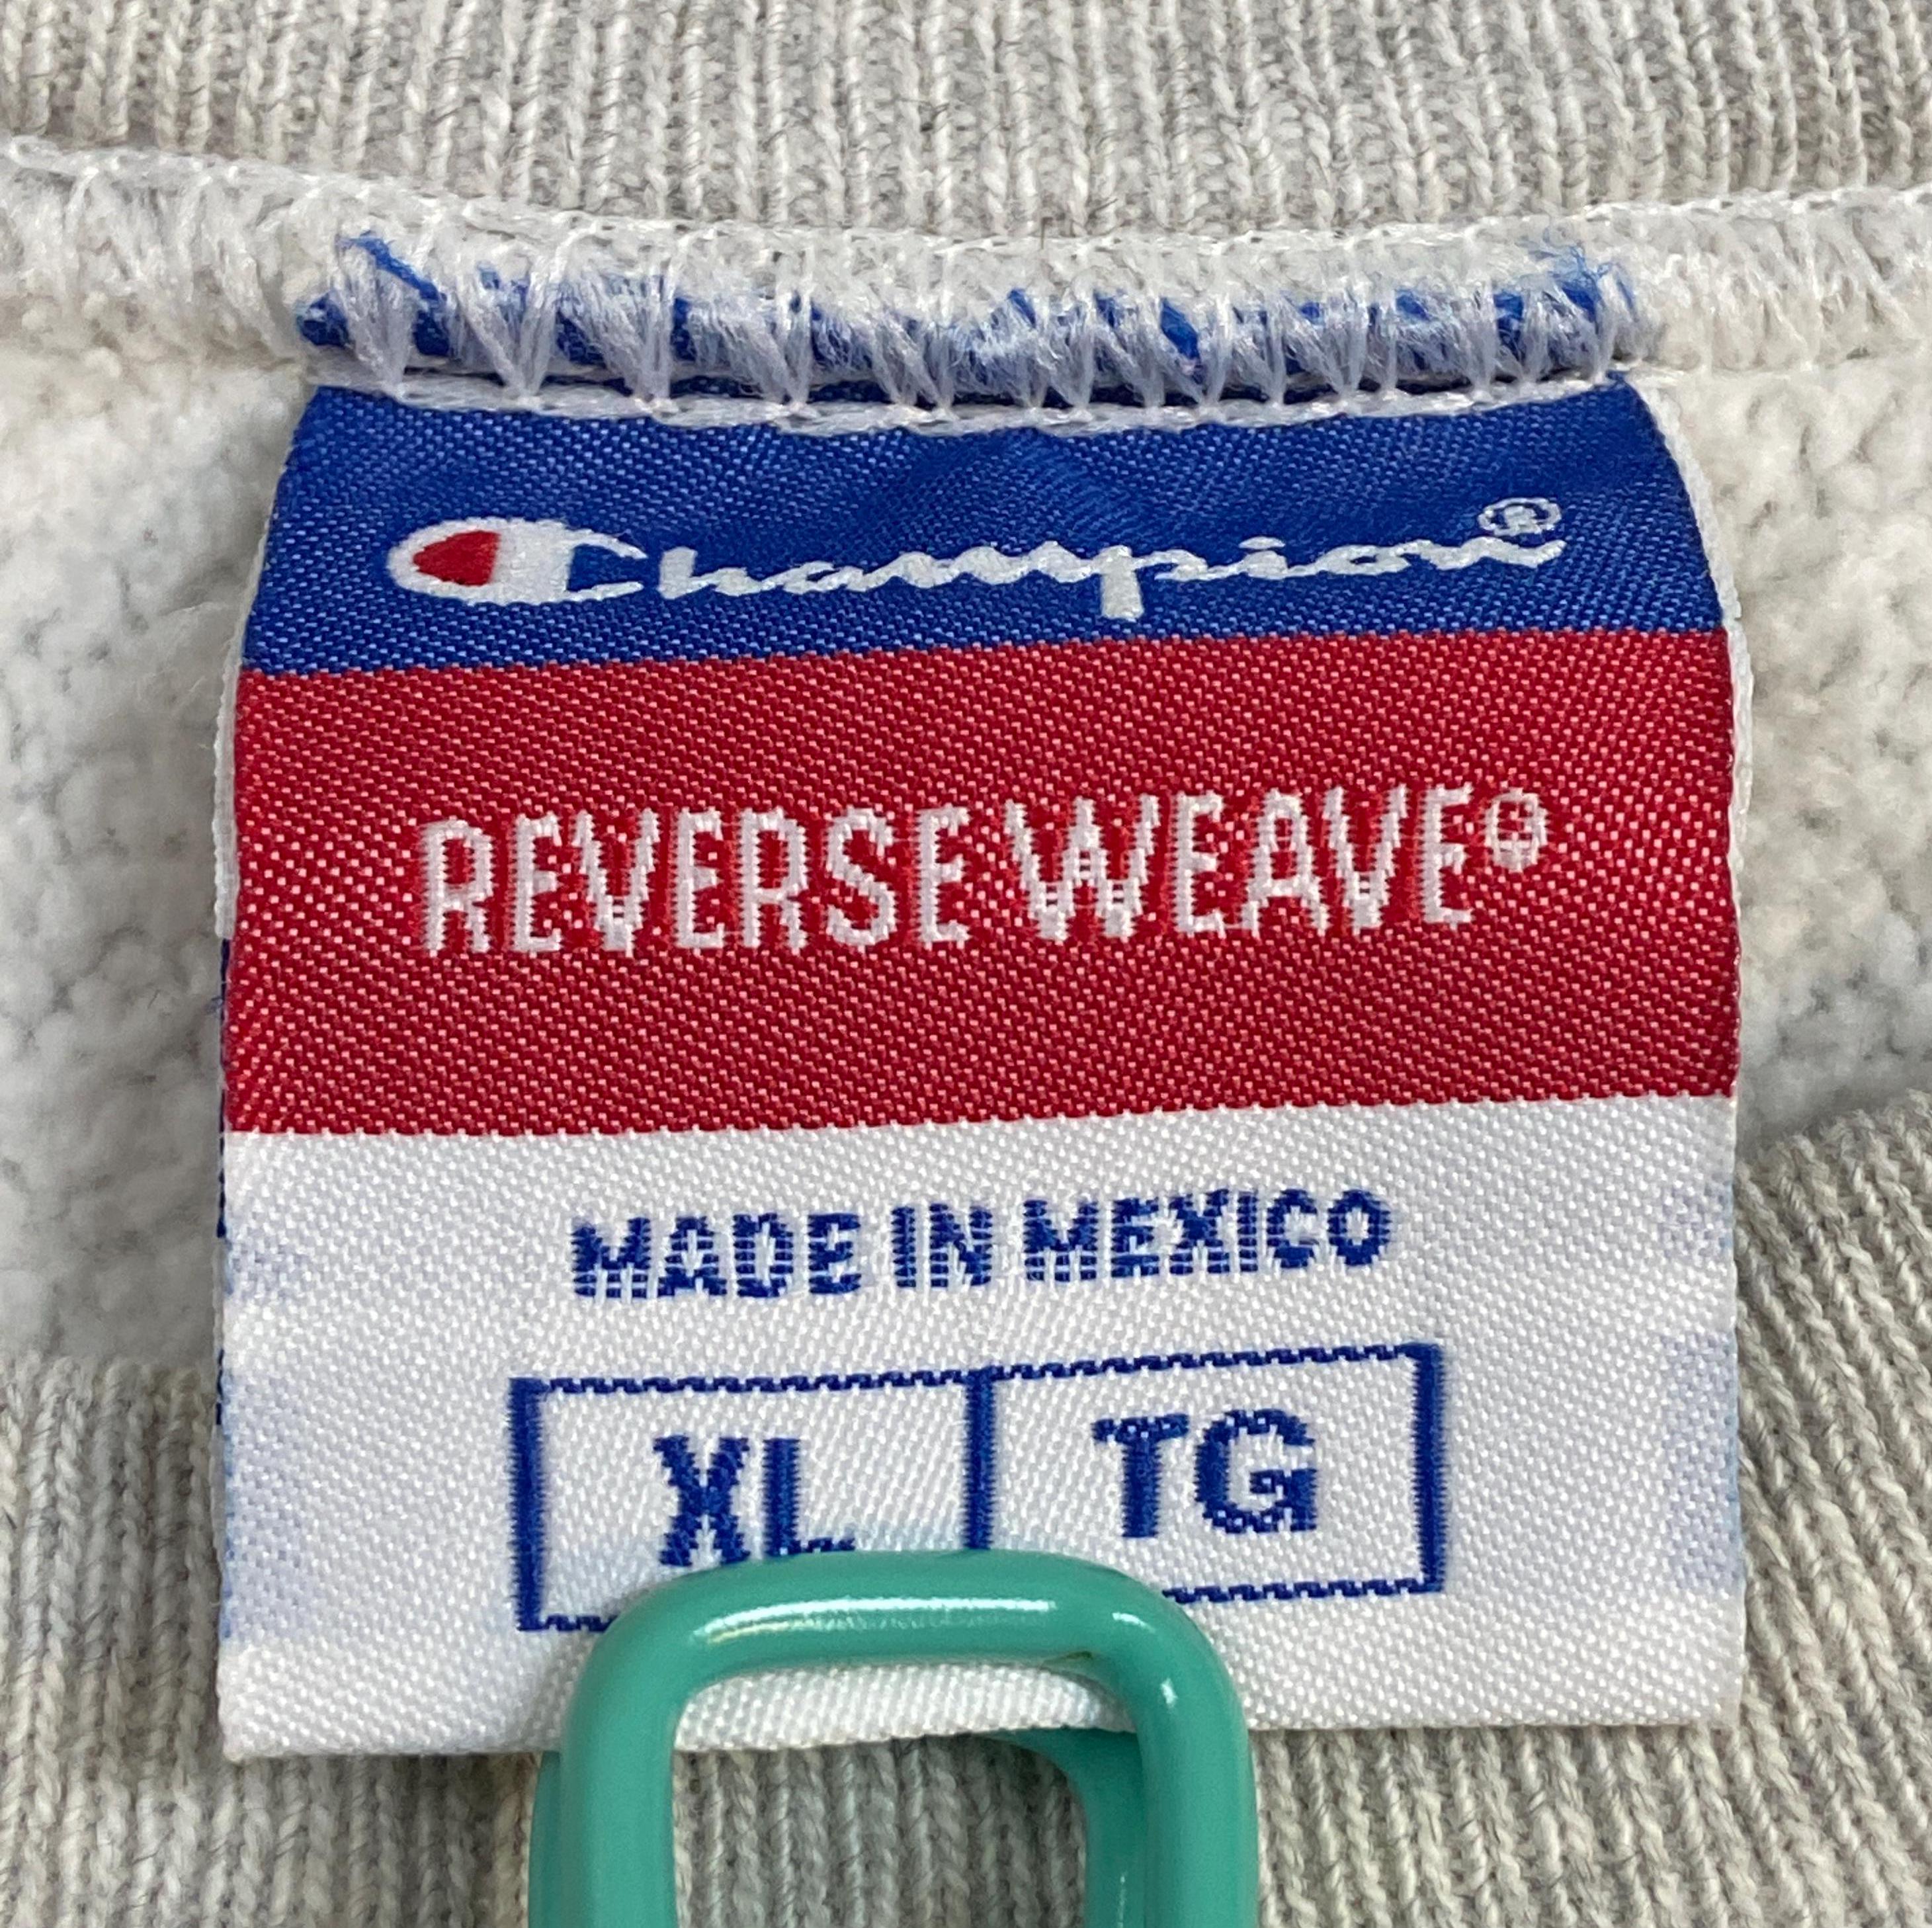 Champion®
REVERSE WEAVE®
MADE IN MEXICO
XL TG